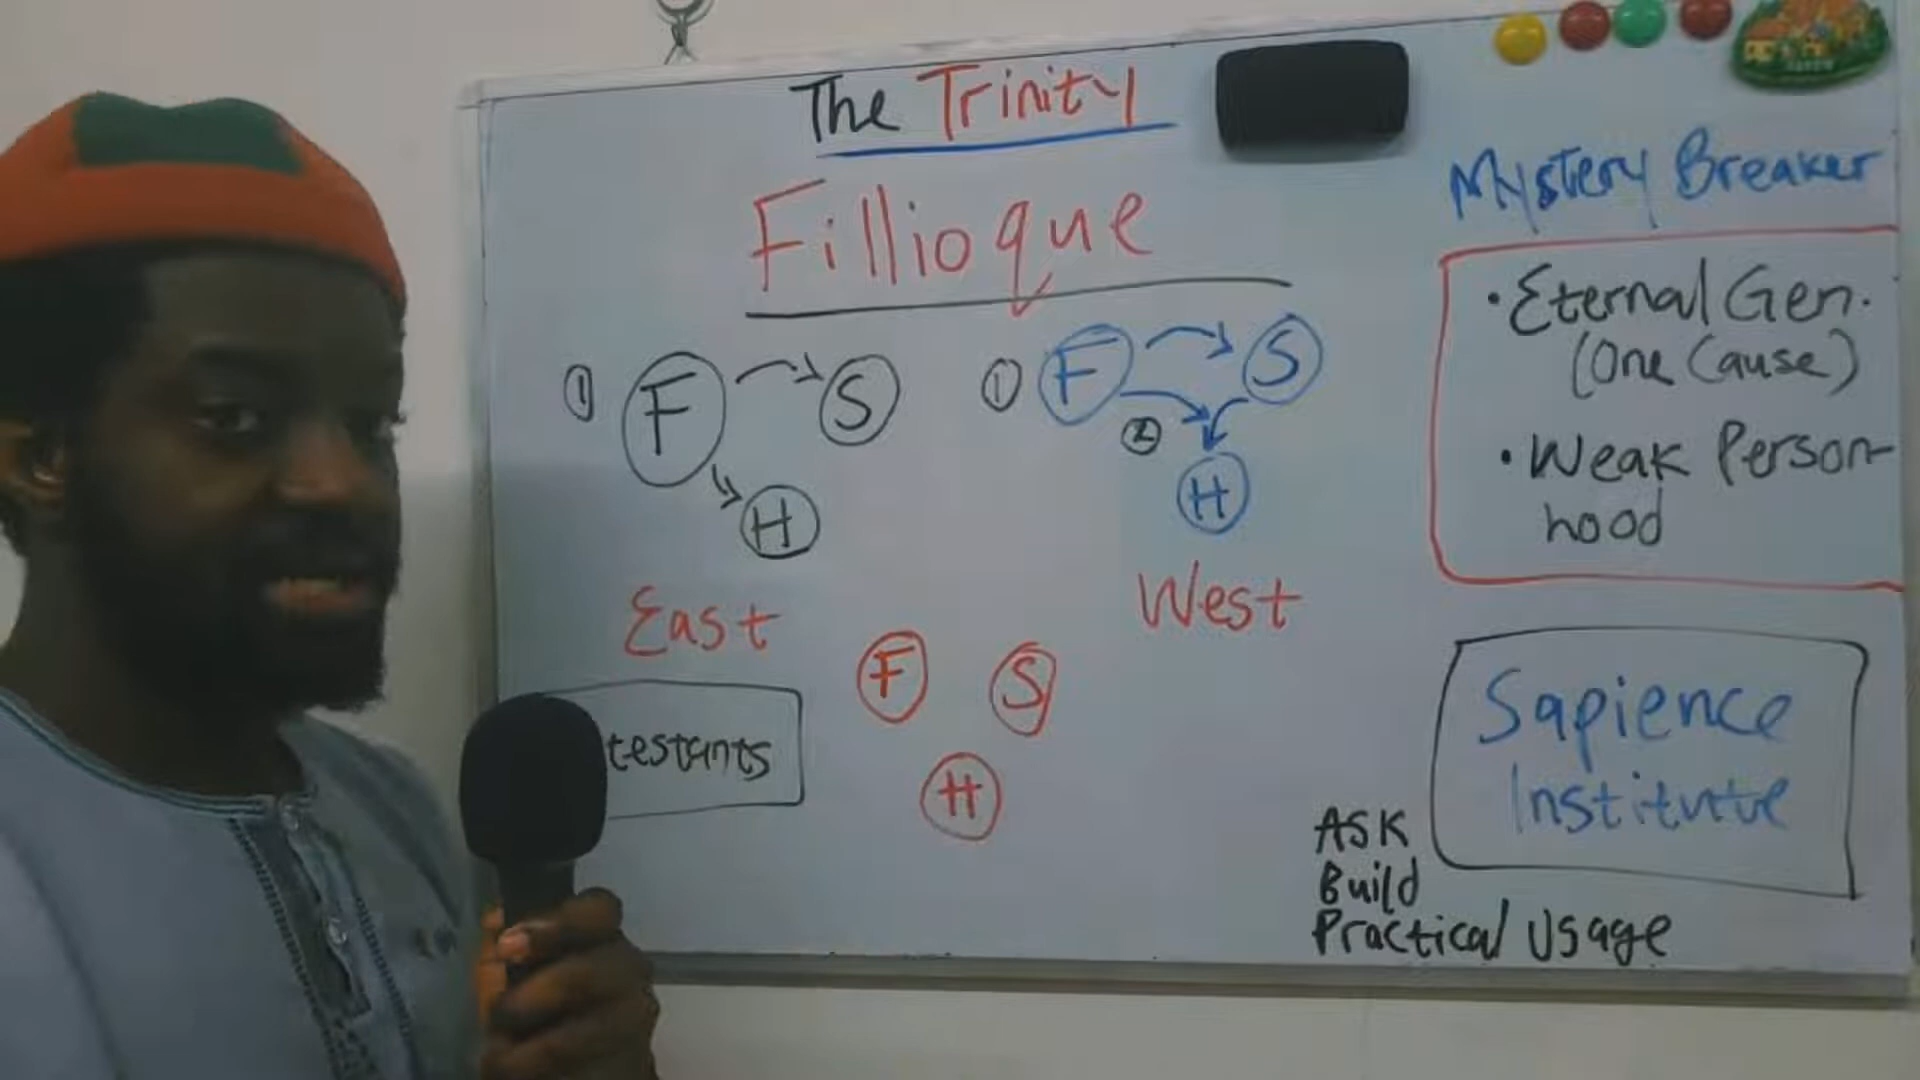 The Trinity
Fillioque
① F S
H
East
① F S
②
H
West
testants
F S
H
Mystery Breaker
• Eternal Gen.
(One Cause)
• Weak Person-
hood
Sapience
Institute
ASK
Build
Practical Usage